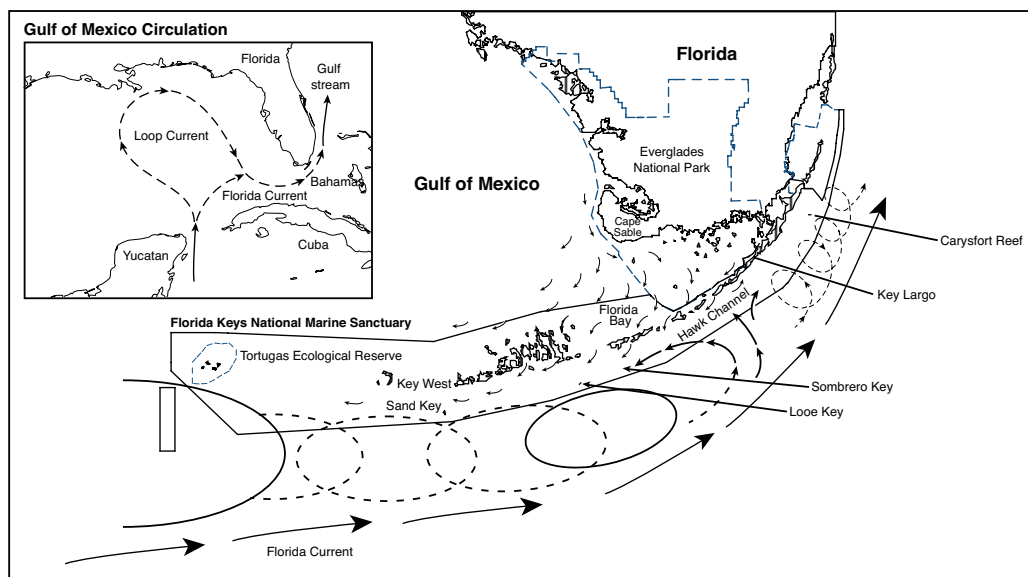 Gulf of Mexico Circulation
Florida
Gulf
stream
Loop Current
Bahamas
Florida Current
Yucatan
Cuba
Florida
Everglades
National Park
Gulf of Mexico
Cape
Sable
Carysfort Reef
Key Largo
Florida
Bay
Hawk Channel
Florida Keys National Marine Sanctuary
Tortugas Ecological Reserve
Key West
Sand Key
Sombrero Key
Looe Key
Florida Current